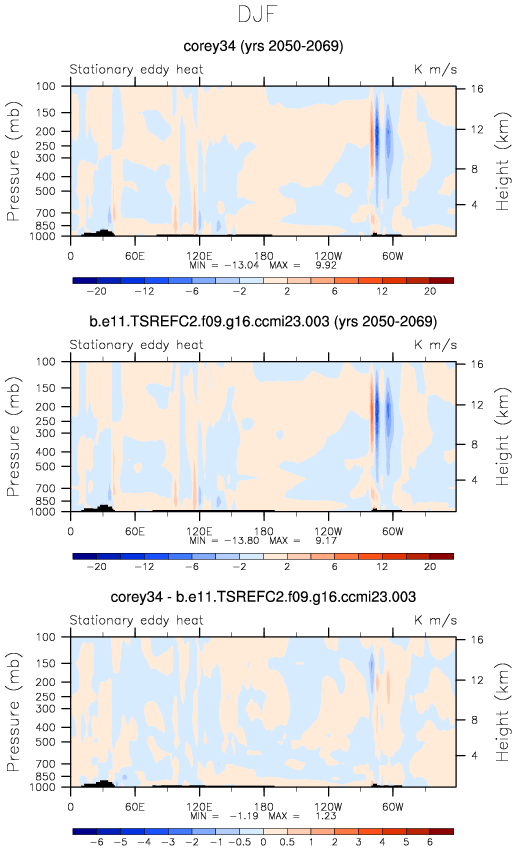 DJF
corey34 (yrs 2050-2069)
Stationary eddy heat K m/s
100 16
150
200 12
250
300 8
400
500 4
700
850
1000
Pressure (mb)
Height (km)
0 60E 120E 180 120W 60W
MIN = -13.04 MAX = 9.92
-20 -12 -6 -2 2 6 12 20
b.e11.TSREFC2.f09.g16.ccmi23.003 (yrs 2050-2069)
Stationary eddy heat K m/s
100 16
150
200 12
250
300 8
400
500 4
700
850
1000
Pressure (mb)
Height (km)
0 60E 120E 180 120W 60W
MIN = -13.80 MAX = 9.17
-20 -12 -6 -2 2 6 12 20
corey34 - b.e11.TSREFC2.f09.g16.ccmi23.003
Stationary eddy heat K m/s
100 16
150
200 12
250
300 8
400
500 4
700
850
1000
Pressure (mb)
Height (km)
0 60E 120E 180 120W 60W
MIN = -1.19 MAX = 1.23
-6 -5 -4 -3 -2 -1 -0.5 0 0.5 1 2 3 4 5 6